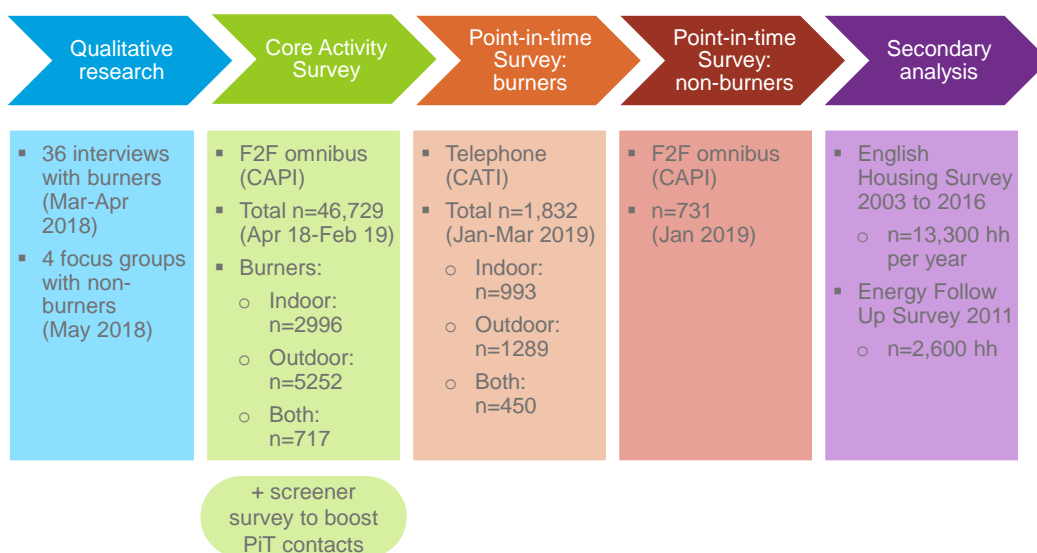 Qualitative
research
Core Activity
Survey
Point-in-time
Survey:
burners
Point-in-time
Survey:
non-burners
Secondary
analysis
▪ 36 interviews
with burners
(Mar-Apr
2018)
▪ 4 focus groups
with non-
burners
(May 2018)
▪ F2F omnibus
(CAPI)
▪ Total n=46,729
(Apr 18-Feb 19)
▪ Burners:
o Indoor:
n=2996
o Outdoor:
n=5252
o Both:
n=717
▪ Telephone
(CATI)
▪ Total n=1,832
(Jan-Mar 2019)
o Indoor:
n=993
o Outdoor:
n=1289
o Both:
n=450
▪ F2F omnibus
(CAPI)
▪ n=731
(Jan 2019)
▪ English
Housing Survey
2003 to 2016
o n=13,300 hh
per year
▪ Energy Follow
Up Survey 2011
o n=2,600 hh
+ screener
survey to boost
PiT contacts